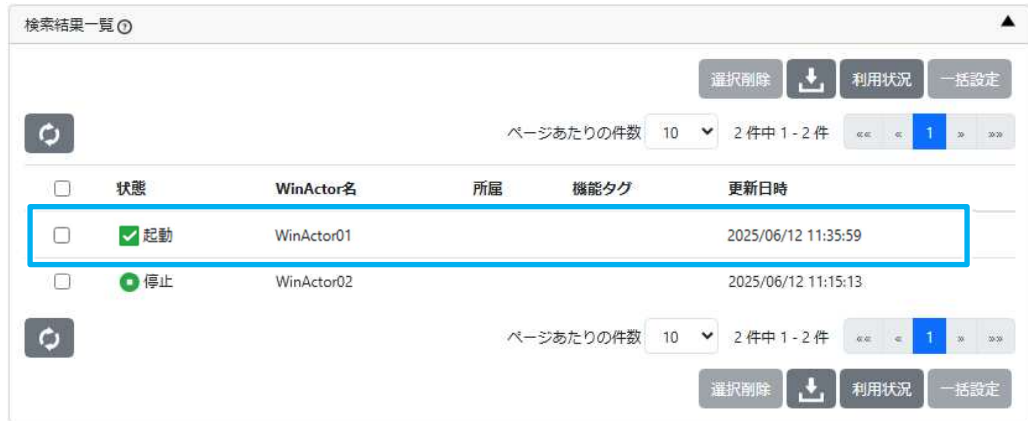 検索結果一覧
選択削除 利用状況 一括設定
ページあたりの件数 10 2 件中 1 - 2 件 «« « 1 » »»
状態 WinActor名 所属 機能タグ 更新日時
起動 WinActor01 2025/06/12 11:35:59
停止 WinActor02 2025/06/12 11:15:13
ページあたりの件数 10 2 件中 1 - 2 件 «« « 1 » »»
選択削除 利用状況 一括設定